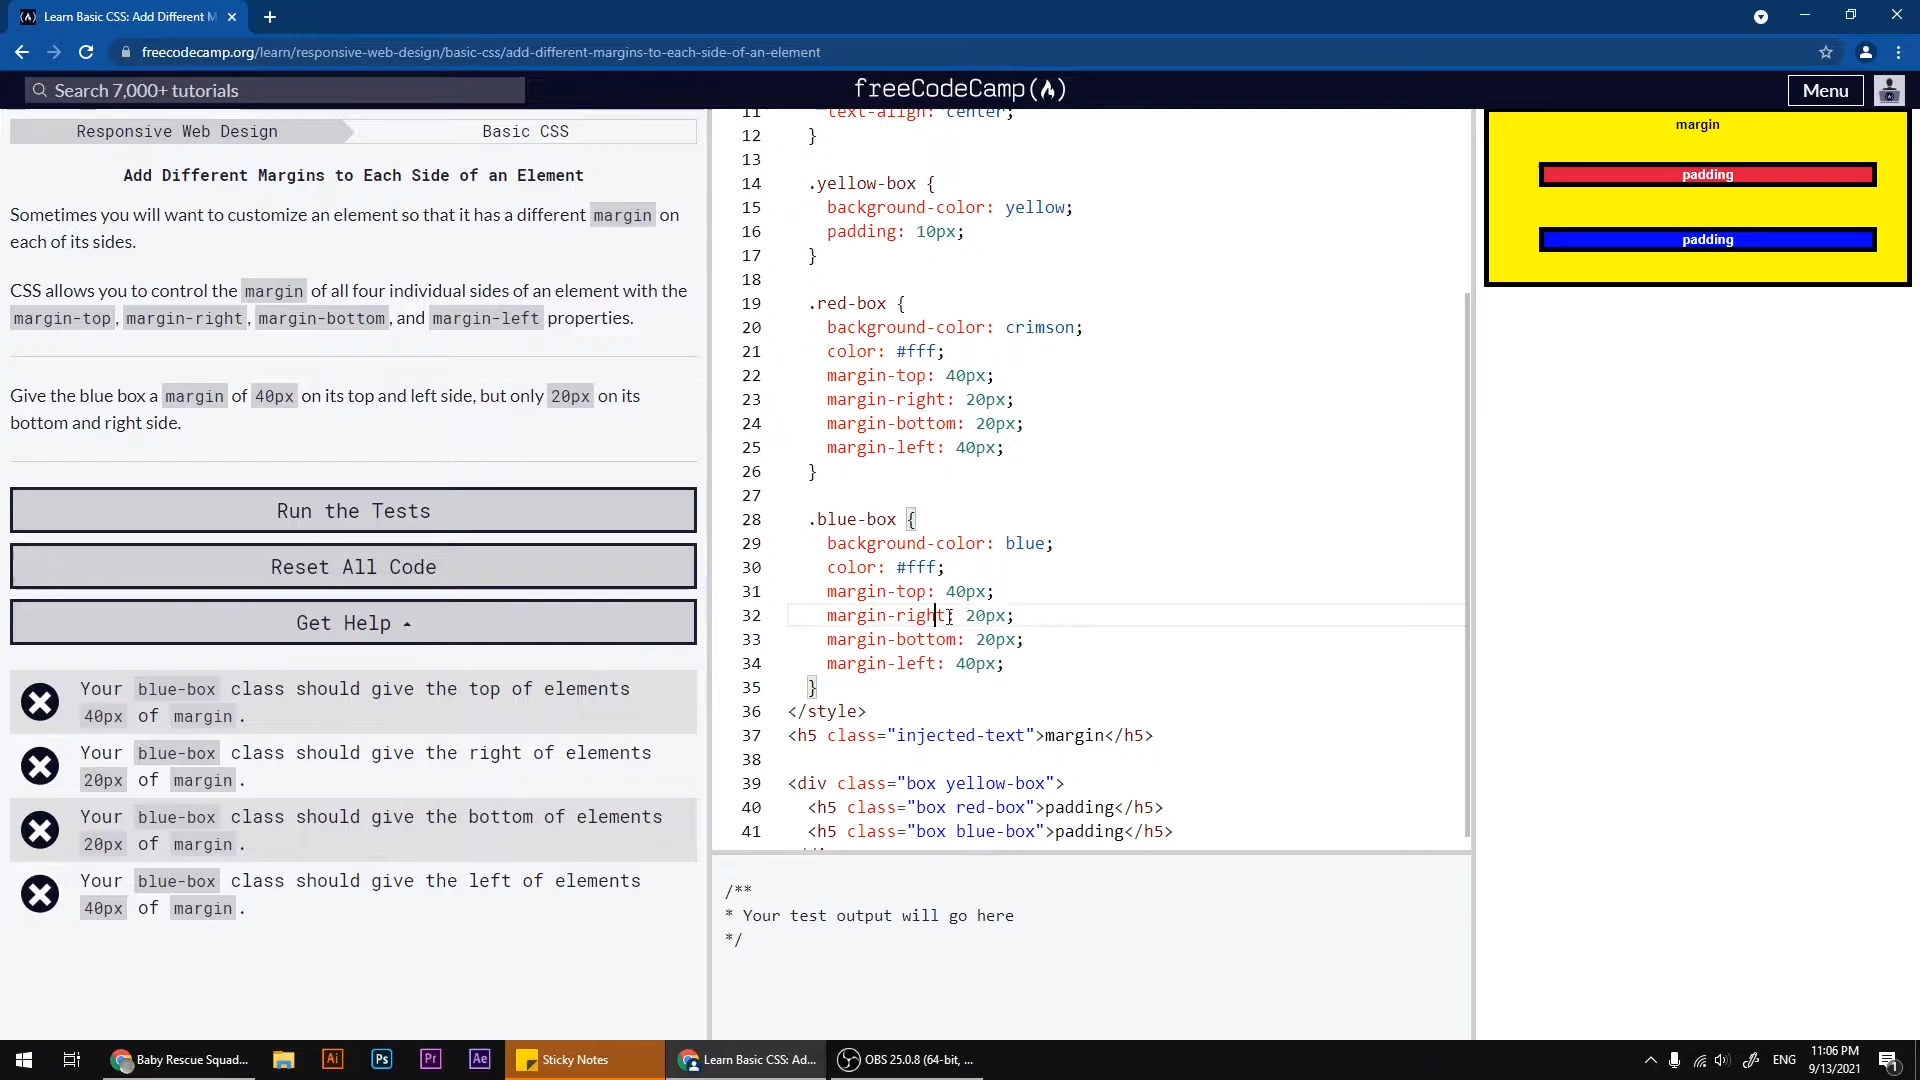 Learn Basic CSS: Add Different M
freecodecamp.org/learn/responsive-web-design/basic-css/add-different-margins-to-each-side-of-an-element
Search 7,000+ tutorials
freeCodeCamp
Menu
Responsive Web Design
Basic CSS
Add Different Margins to Each Side of an Element
Sometimes you will want to customize an element so that it has a different margin on
each of its sides.
CSS allows you to control the margin of all four individual sides of an element with the
margin-top, margin-right, margin-bottom, and margin-left properties.
Give the blue box a margin of 40px on its top and left side, but only 20px on its
bottom and right side.
Run the Tests
Reset All Code
Get Help
Your blue-box class should give the top of elements
40px of margin.
Your blue-box class should give the right of elements
20px of margin.
Your blue-box class should give the bottom of elements
20px of margin.
Your blue-box class should give the left of elements
40px of margin.
11 text-align: center;
12 }
13
14 .yellow-box {
15 background-color: yellow;
16 padding: 10px;
17 }
18
19 .red-box {
20 background-color: crimson;
21 color: #fff;
22 margin-top: 40px;
23 margin-right: 20px;
24 margin-bottom: 20px;
25 margin-left: 40px;
26 }
27
28 .blue-box {
29 background-color: blue;
30 color: #fff;
31 margin-top: 40px;
32 margin-right: 20px;
33 margin-bottom: 20px;
34 margin-left: 40px;
35 }
36 </style>
37 <h5 class="injected-text">margin</h5>
38
39 <div class="box yellow-box">
40 <h5 class="box red-box">padding</h5>
41 <h5 class="box blue-box">padding</h5>
/**
* Your test output will go here
*/
margin
padding
padding
Baby Rescue Squad...
Ai
Ps
Pr
Ae
Sticky Notes
Learn Basic CSS: Ad...
OBS 25.0.8 (64-bit, ...
ENG
11:06 PM
9/13/2021
1